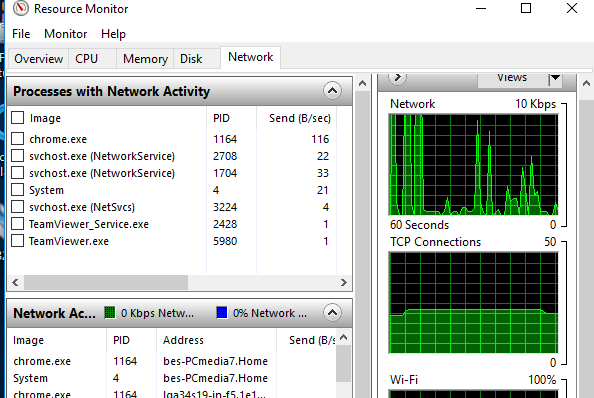 Resource Monitor
File Monitor Help
Overview CPU Memory Disk Network
Processes with Network Activity
Image PID Send (B/sec)
chrome.exe 1164 116
svchost.exe (NetworkService) 2708 22
svchost.exe (NetworkService) 1704 33
System 4 21
svchost.exe (NetSvcs) 3224 4
TeamViewer_Service.exe 2428 1
TeamViewer.exe 5980 1
Network Ac... 0 Kbps Netw... 0% Network ...
Image PID Address Send (B/s
chrome.exe 1164 bes-PCmedia7.Home
System 4 bes-PCmedia7.Home
chrome.exe 1164 lga34s19-in-f5.1e1...
Views
Network 10 Kbps
60 Seconds 0
TCP Connections 50
0
Wi-Fi 100%